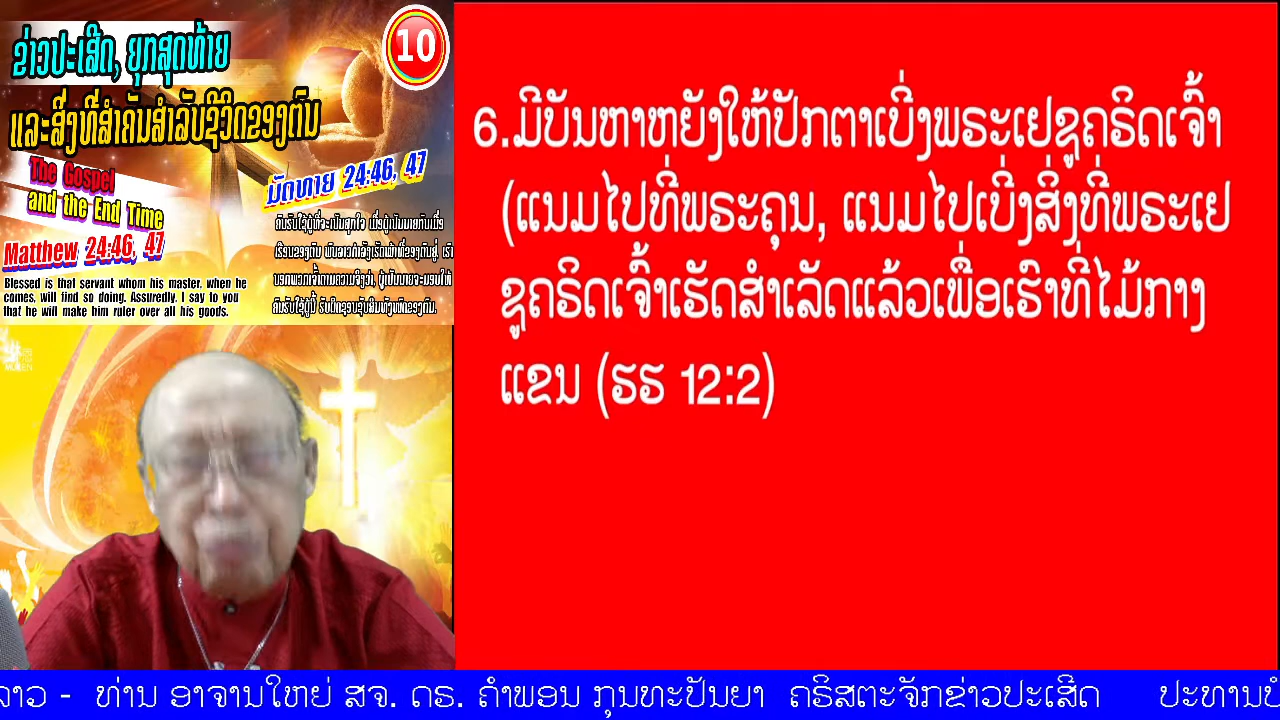 ຂ່າວປະເສີດ, ຍຸກສຸດທ້າຍ
ແລະສິ່ງທີ່ສຳຄັນສຳລັບຊີວິດຂອງຕົນ
10
The Gospel
and the End Time
Matthew 24:46, 47
Blessed is that servant whom his master, when he
comes, will find so doing. Assuredly, I say to you
that he will make him ruler over all his goods.
ມັດທາຍ 24:46, 47
6.ມີບັນຫາຫຍັງໃຫ້ປັກຕາເບິ່ງພຣະເຢຊູຄຣິດເຈົ້າ
(ແນມໄປທີ່ພຣະຄຸນ, ແນມໄປເບິ່ງສິ່ງທີ່ພຣະເຢ
ຊູຄຣິດເຈົ້າເຮັດສຳເລັດແລ້ວເພື່ອເຮົາທີ່ໄມ້ກາງ
ແຂນ (ຮຮ 12:2)
ລາວ - ທ່ານ ອາຈານໃຫຍ່ ສຈ. ດຣ. ຄຳພອນ ກຸນທະປັນຍາ ຄຣິສຕະຈັກຂ່າວປະເສີດ ປະທານບໍ